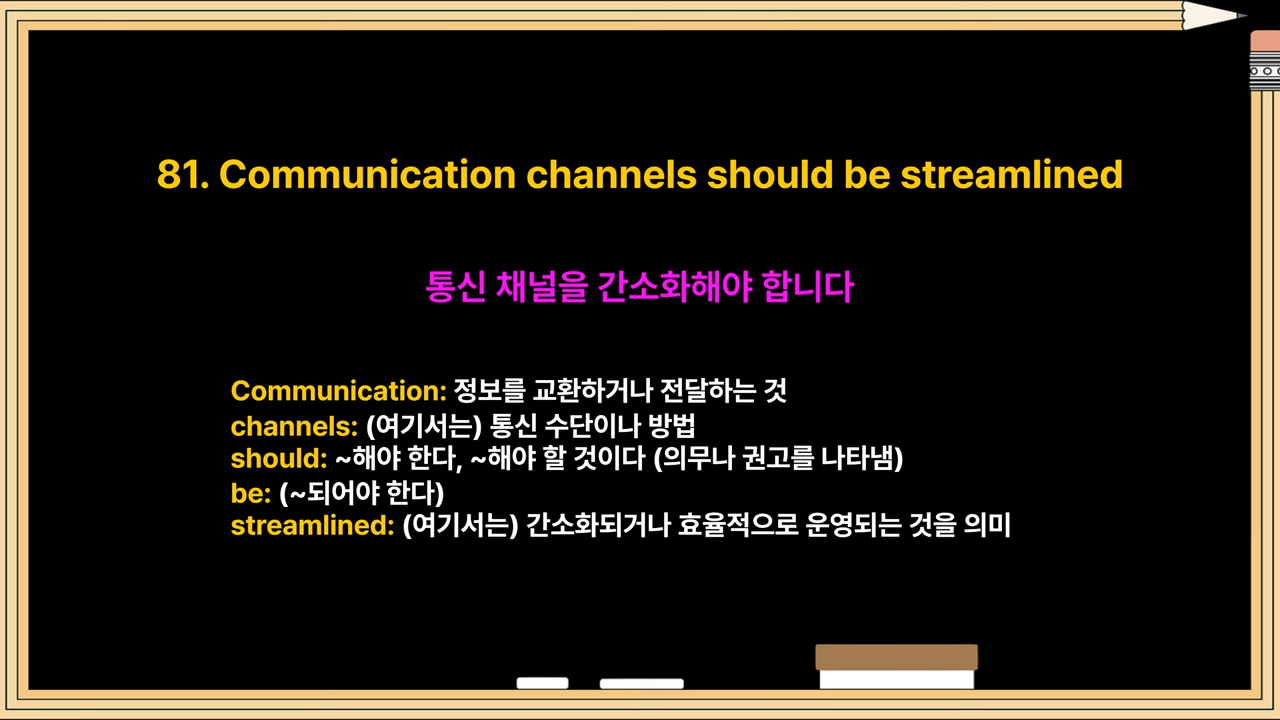 81. Communication channels should be streamlined
통신 채널을 간소화해야 합니다
Communication: 정보를 교환하거나 전달하는 것
channels: (여기서는) 통신 수단이나 방법
should: ~해야 한다, ~해야 할 것이다 (의무나 권고를 나타냄)
be: (~되어야 한다)
streamlined: (여기서는) 간소화되거나 효율적으로 운영되는 것을 의미